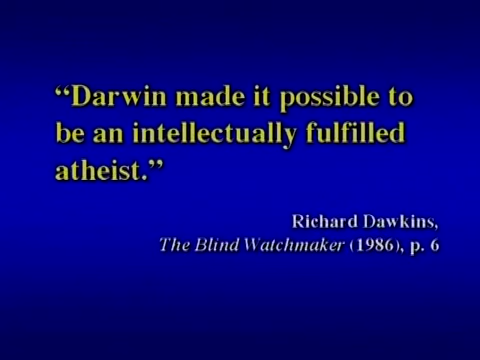 “Darwin made it possible to
be an intellectually fulfilled
atheist.”
Richard Dawkins,
The Blind Watchmaker (1986), p. 6